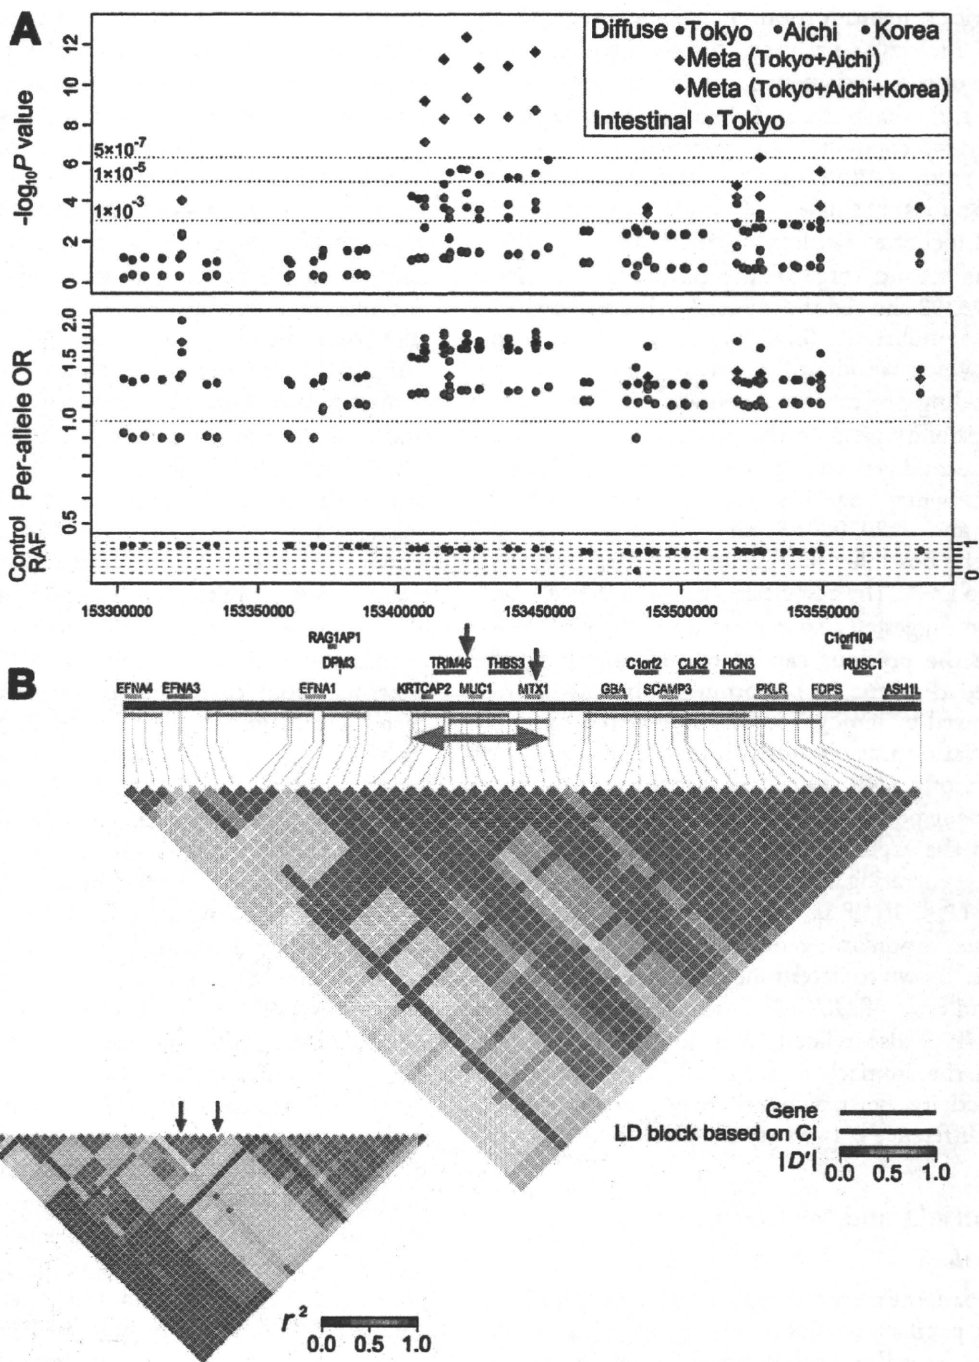 A
Diffuse • Tokyo • Aichi • Korea
◆ Meta (Tokyo+Aichi)
◆ Meta (Tokyo+Aichi+Korea)
Intestinal • Tokyo
-log₁₀P value
12
10
8
6
4
2
0
5×10⁻⁷
1×10⁻⁵
1×10⁻³
Per-allele OR
2.0
1.5
1.0
0.5
Control RAF
1
0
153300000 153350000 153400000 153450000 153500000 153550000
B
RAG1AP1 C1orf104
DPM3 TRIM46 THBS3 C1orf2 CLK2 HCN3 RUSC1
EFNA4 EFNA3 EFNA1 KRTCAP2 MUC1 MTX1 GBA SCAMP3 PKLR FDPS ASH1L
Gene
LD block based on CI
|D′|
0.0 0.5 1.0
r²
0.0 0.5 1.0